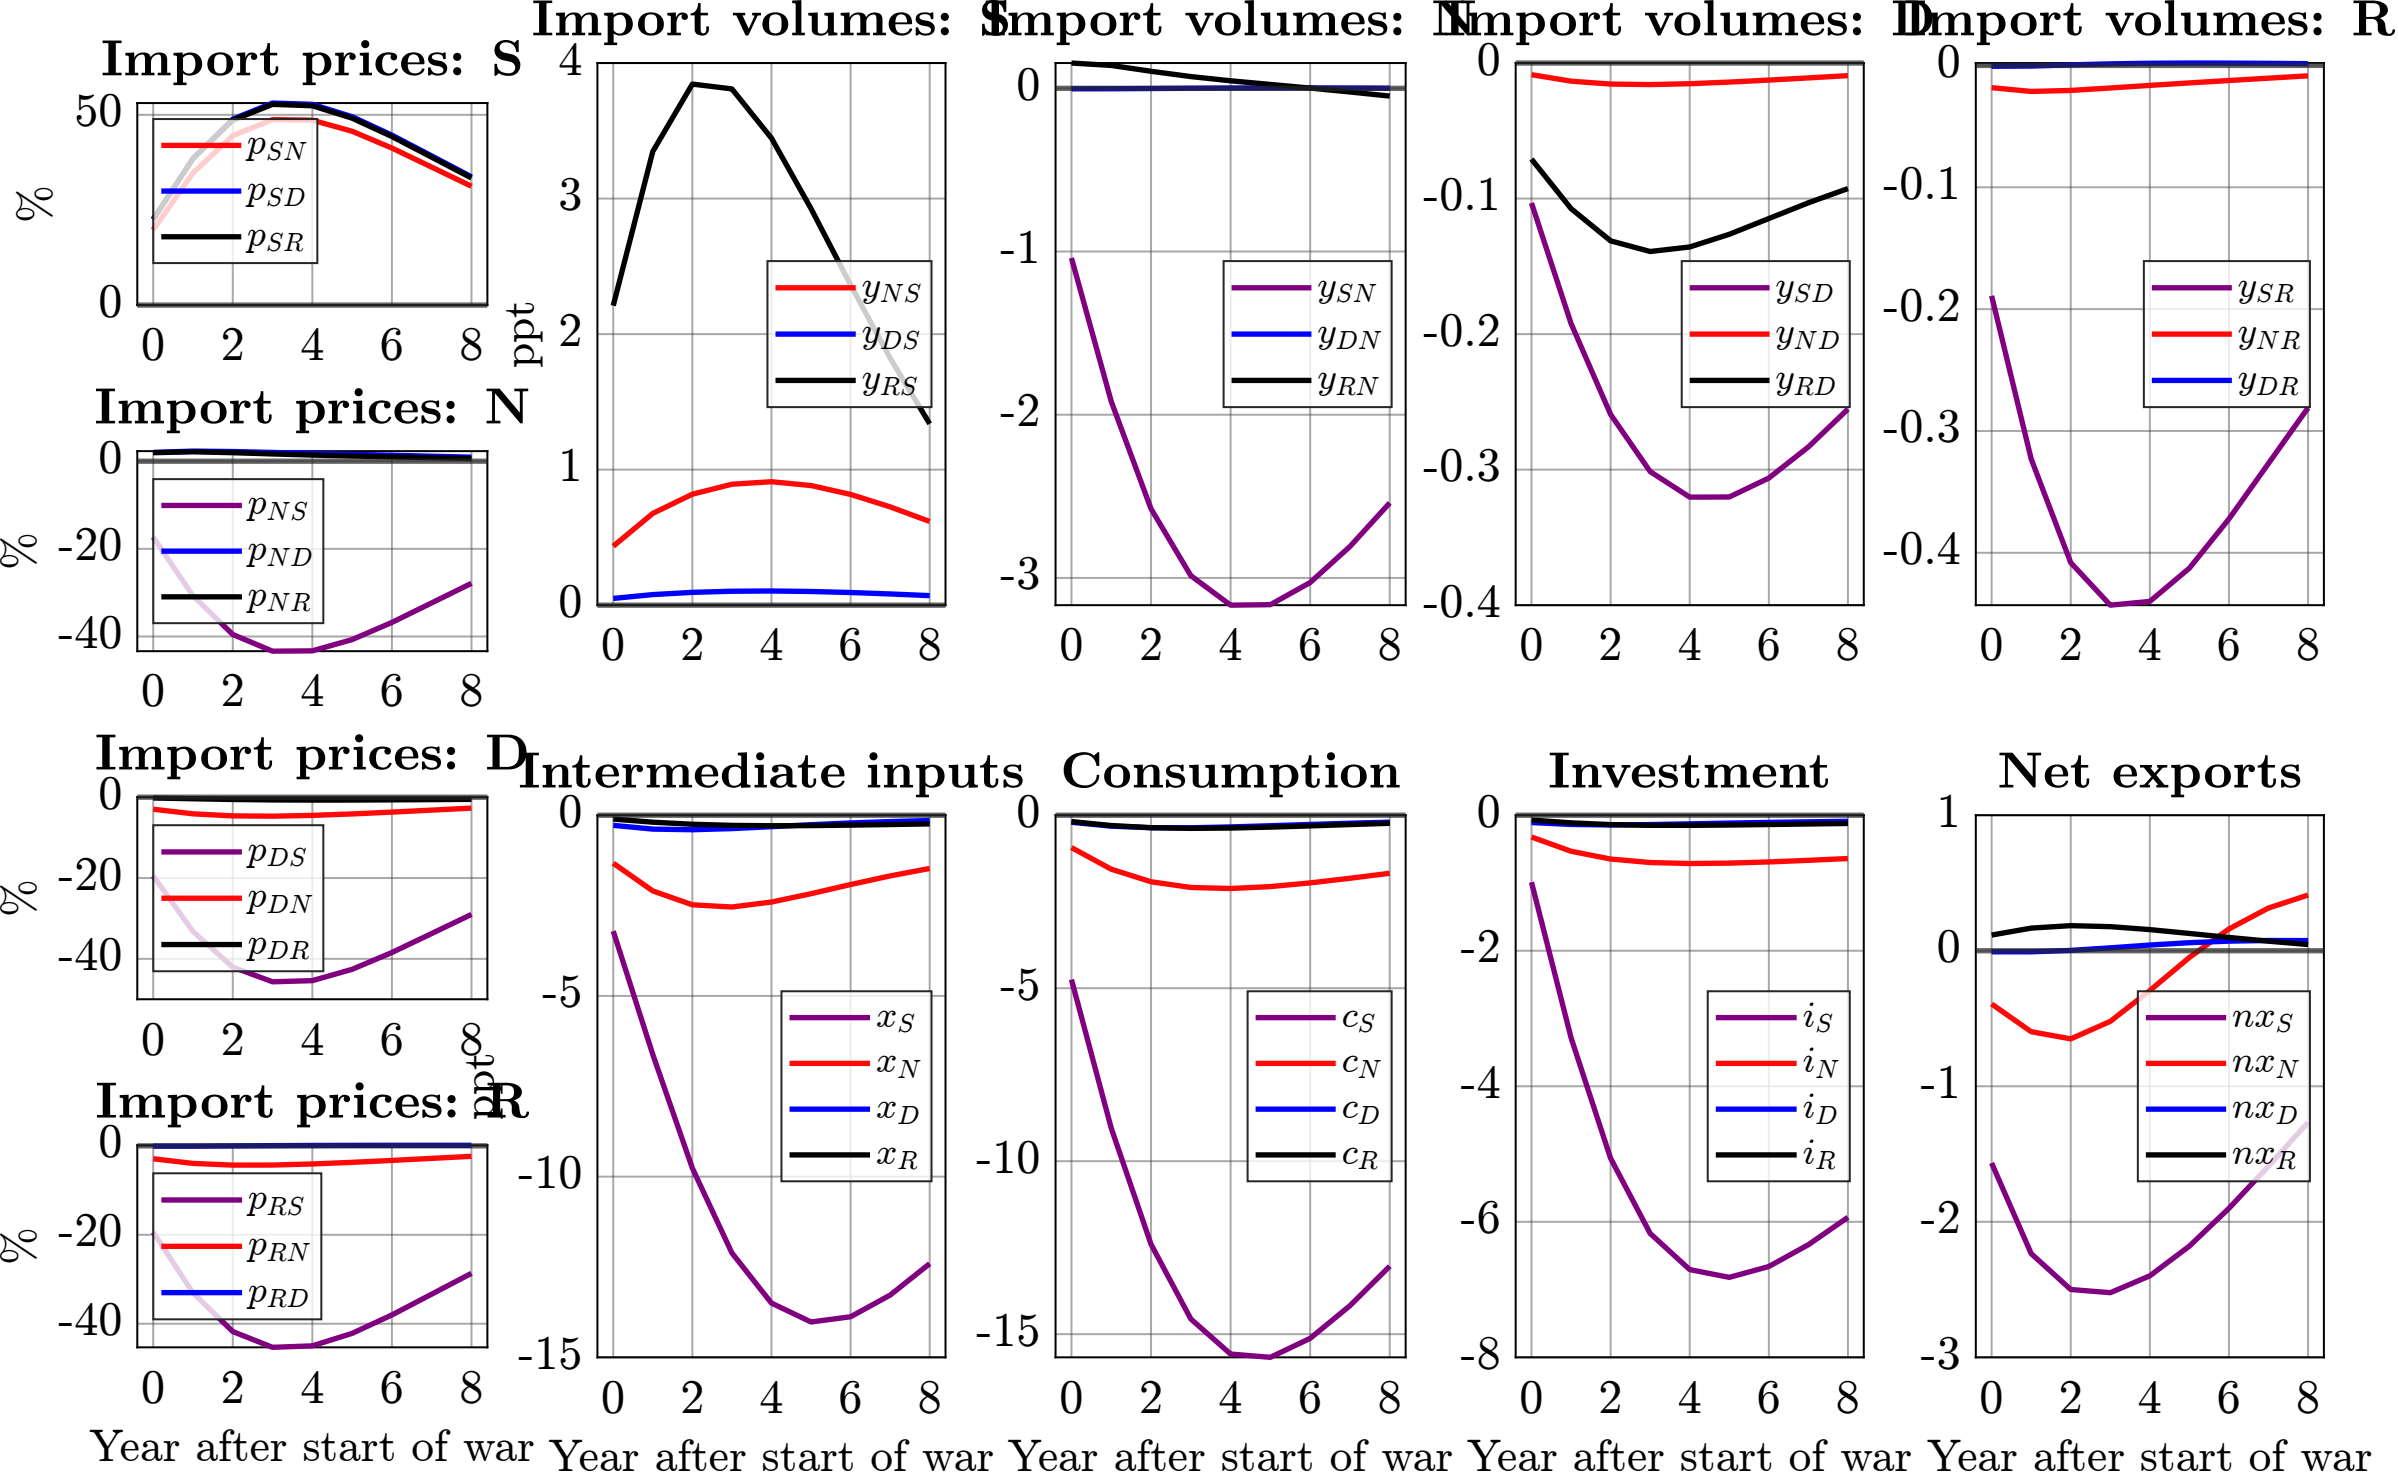 Import prices: S
%
50
0
p_SN
p_SD
p_SR
0 2 4 6 8
Import prices: N
%
0
-20
-40
p_NS
p_ND
p_NR
0 2 4 6 8
Import prices: D
%
0
-20
-40
p_DS
p_DN
p_DR
0 2 4 6 8
Import prices: R
%
0
-20
-40
p_RS
p_RN
p_RD
0 2 4 6 8
Year after start of war
Import volumes: S
ppt
4
3
2
1
0
y_NS
y_DS
y_RS
0 2 4 6 8
Import volumes: N
0
-1
-2
-3
y_SN
y_DN
y_RN
0 2 4 6 8
Import volumes: D
0
-0.1
-0.2
-0.3
-0.4
y_SD
y_ND
y_RD
0 2 4 6 8
Import volumes: R
0
-0.1
-0.2
-0.3
-0.4
y_SR
y_NR
y_DR
0 2 4 6 8
Intermediate inputs
ppt
0
-5
-10
-15
x_S
x_N
x_D
x_R
0 2 4 6 8
Year after start of war
Consumption
0
-5
-10
-15
c_S
c_N
c_D
c_R
0 2 4 6 8
Year after start of war
Investment
0
-2
-4
-6
-8
i_S
i_N
i_D
i_R
0 2 4 6 8
Year after start of war
Net exports
1
0
-1
-2
-3
nx_S
nx_N
nx_D
nx_R
0 2 4 6 8
Year after start of war